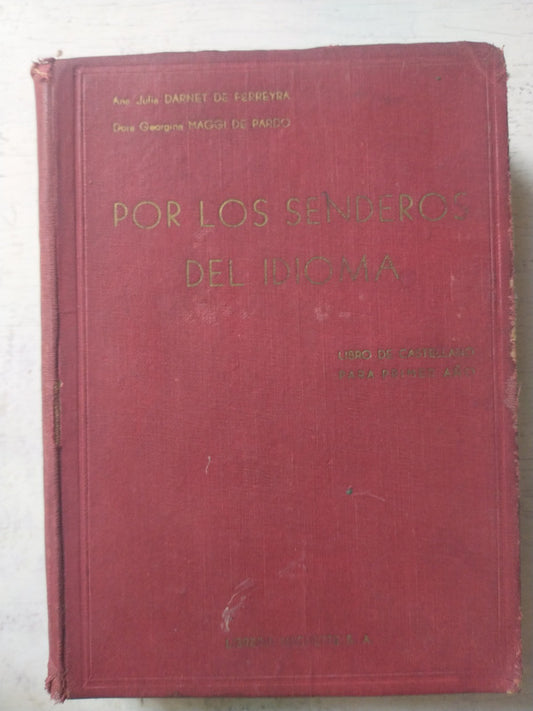 Ana Julia DARNET DE FERREYRA
Dora Georgina MAGGI DE PARDO
POR LOS SENDEROS
DEL IDIOMA
LIBRO DE CASTELLANO
PARA PRIMER AÑO
S. A.